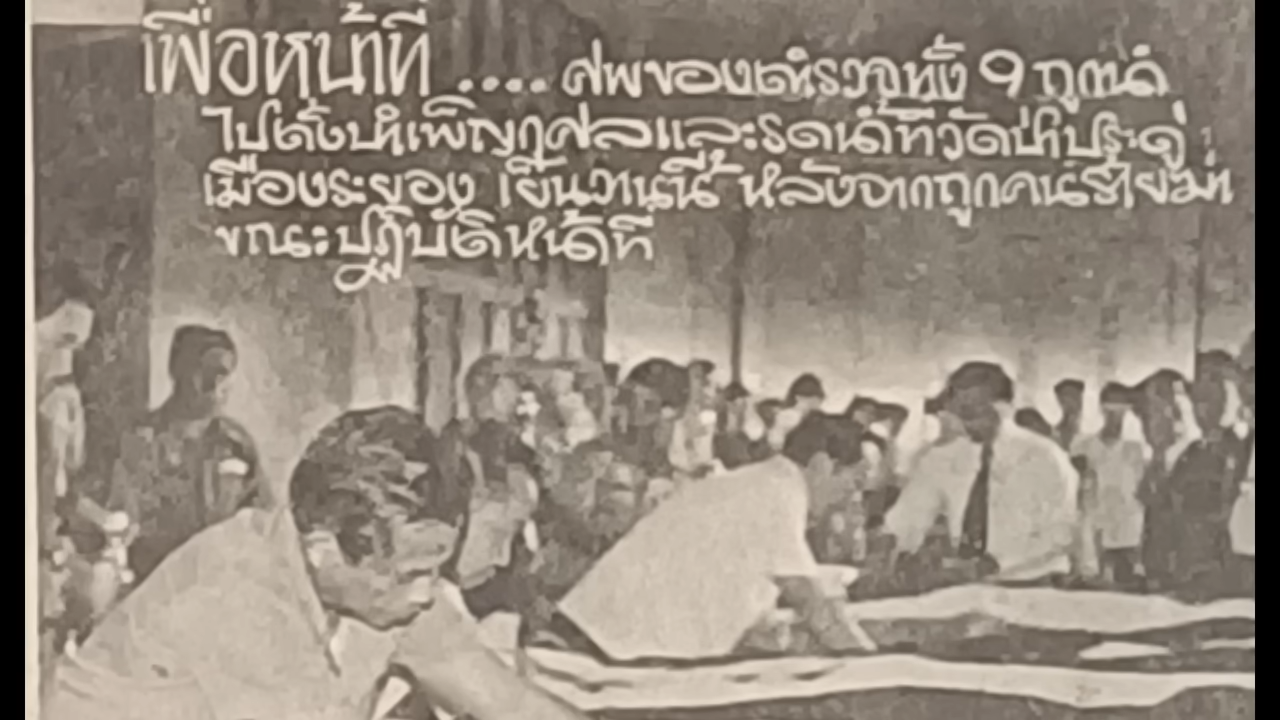 เพื่อหน้าที่ .... ศพของตำรวจทั้ง 9 ถูกนำ
ไปตั้งบำเพ็ญกุศลและรดน้ำที่วัดป่าประดู่
เมืองระยอง เย็นวานนี้ หลังจากถูกคนร้ายฆ่า
ขณะปฏิบัติหน้าที่